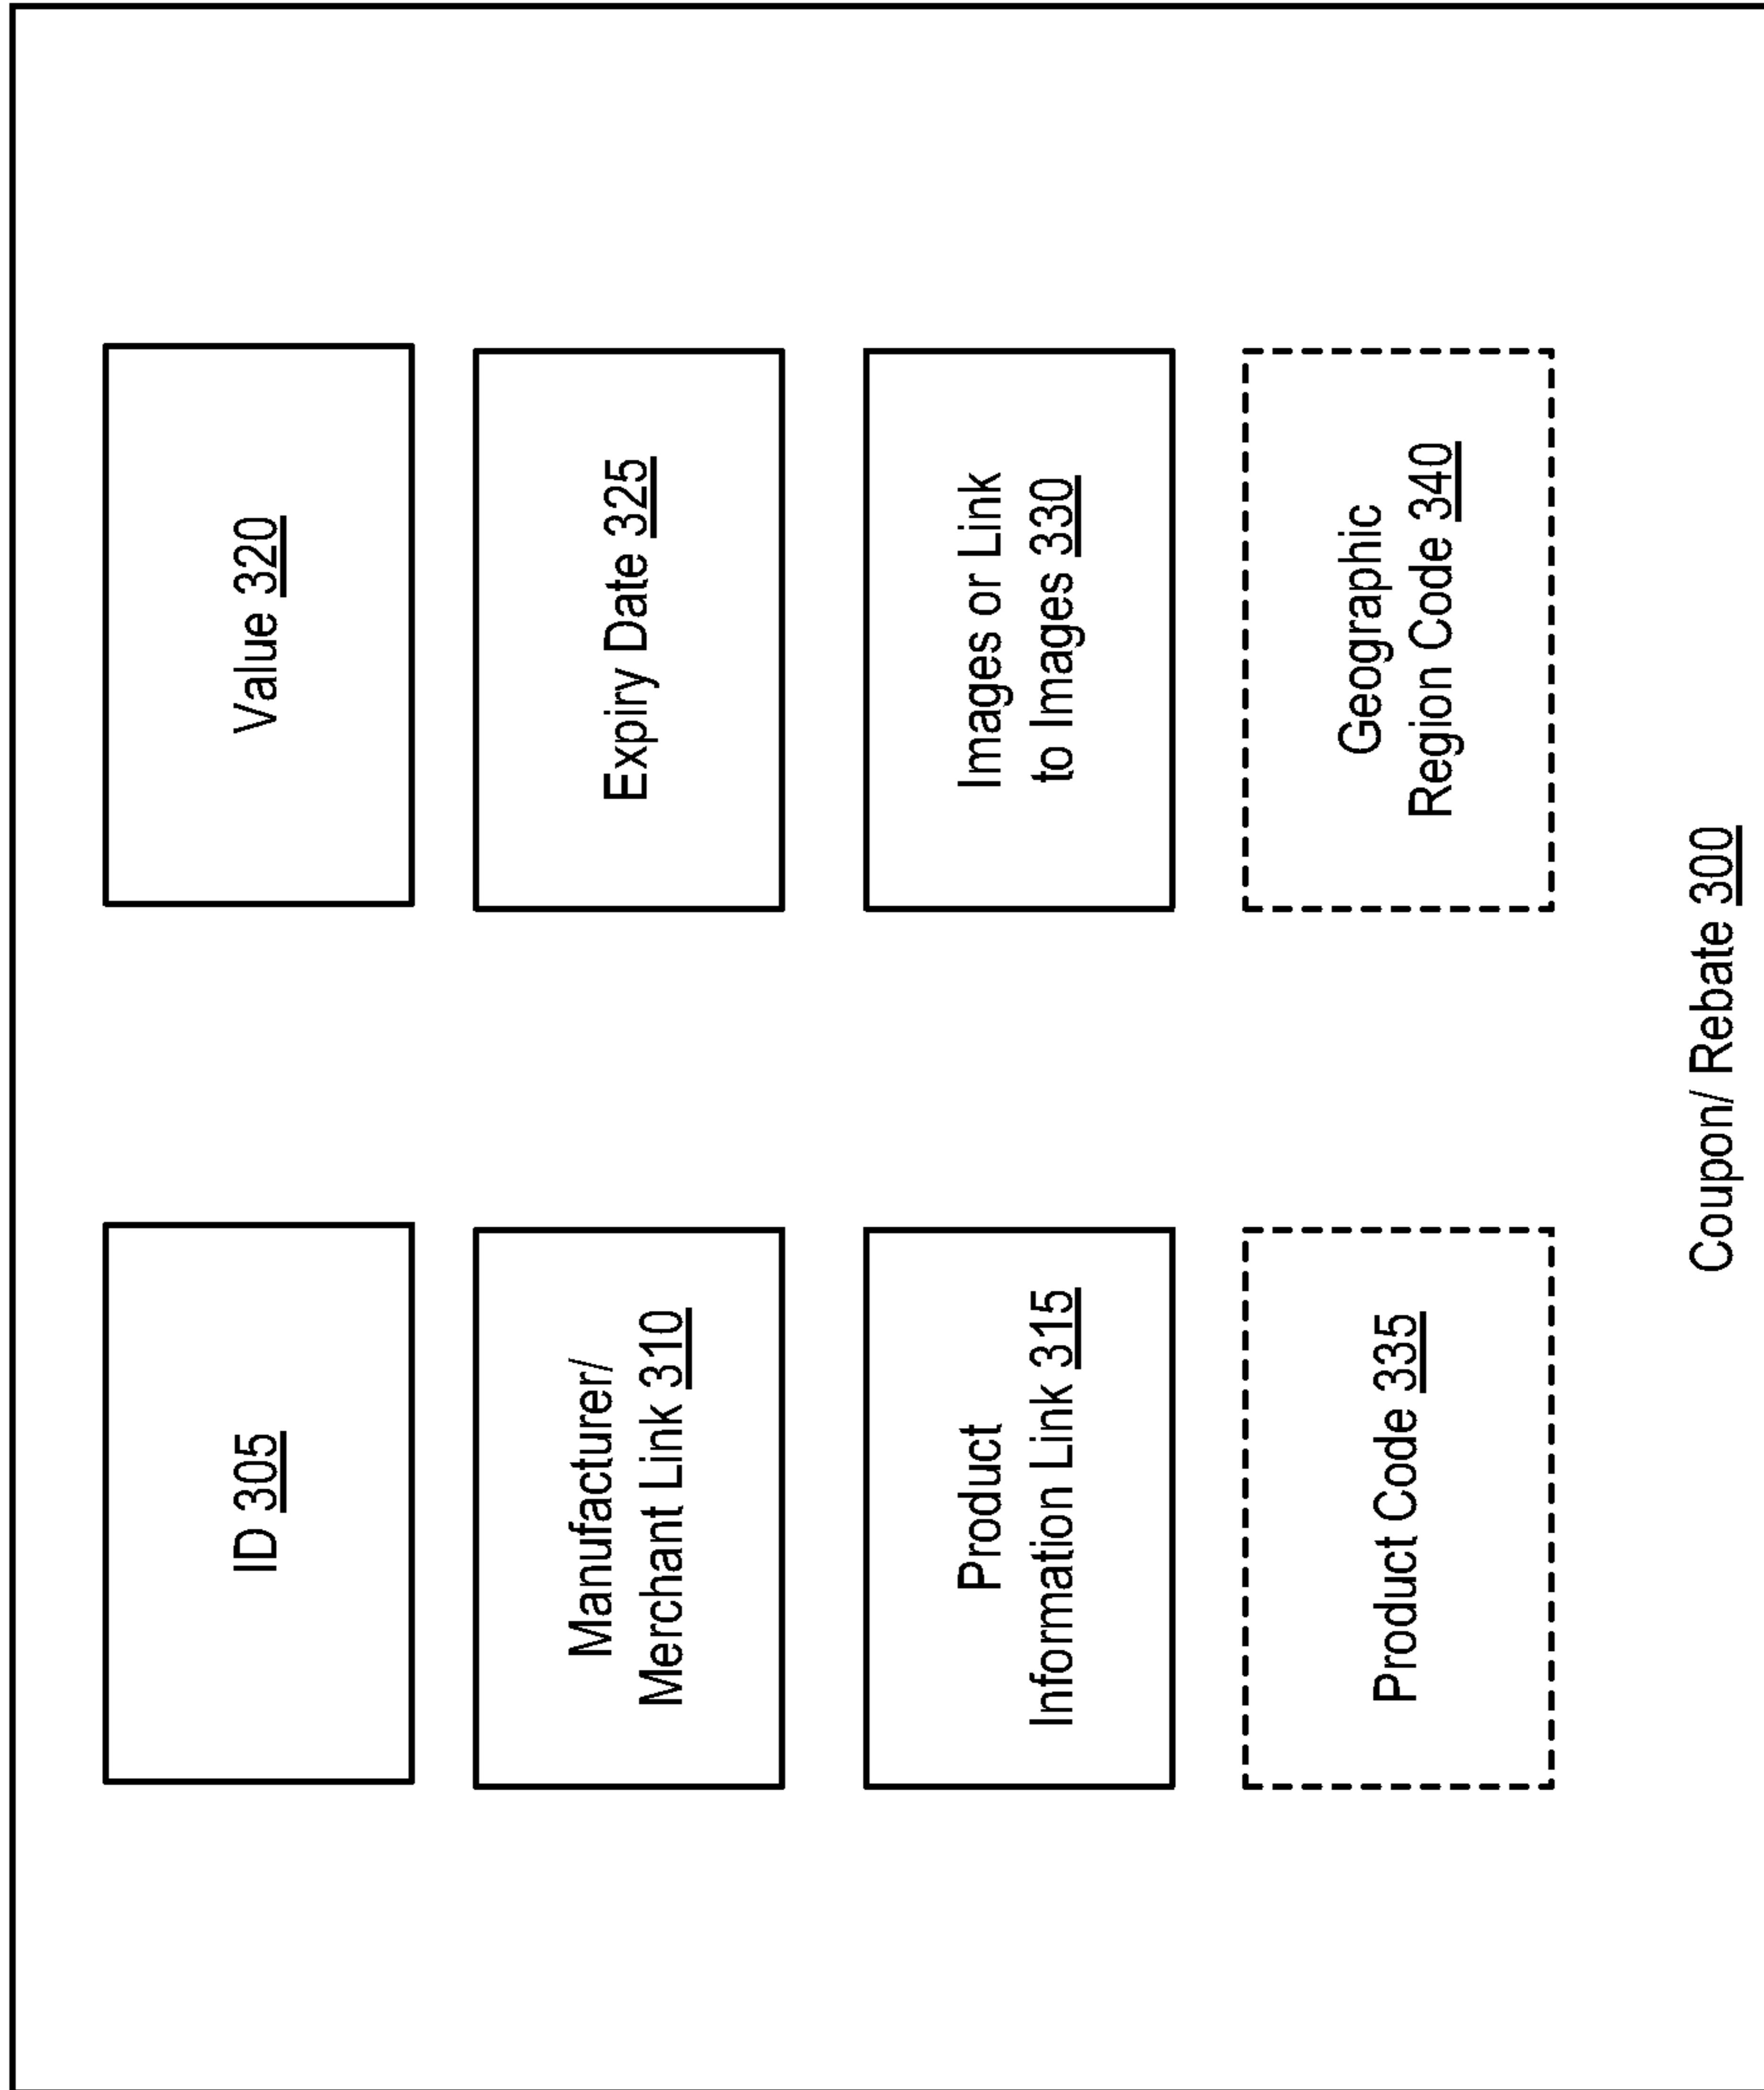 ID 305
Value 320
Manufacturer/
Merchant Link 310
Expiry Date 325
Product
Information Link 315
Images or Link
to Images 330
Product Code 335
Geographic
Region Code 340
Coupon/ Rebate 300